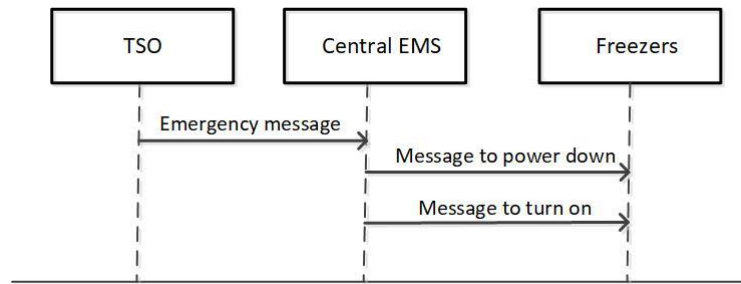 TSO
Central EMS
Freezers
Emergency message
Message to power down
Message to turn on